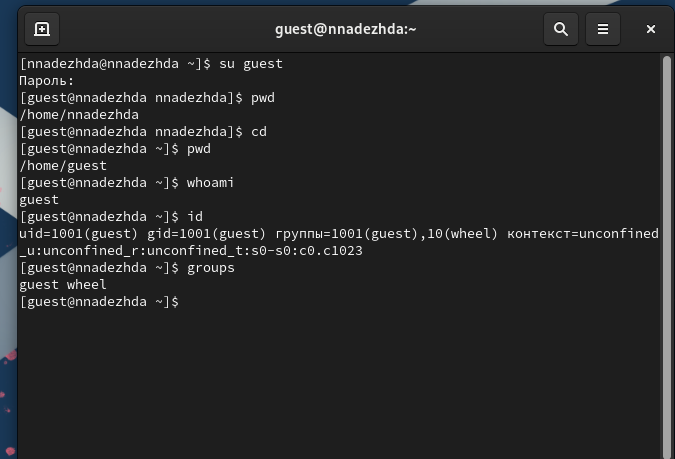 guest@nnadezhda:~
[nnadezhda@nnadezhda ~]$ su guest
Пароль:
[guest@nnadezhda nnadezhda]$ pwd
/home/nnadezhda
[guest@nnadezhda nnadezhda]$ cd
[guest@nnadezhda ~]$ pwd
/home/guest
[guest@nnadezhda ~]$ whoami
guest
[guest@nnadezhda ~]$ id
uid=1001(guest) gid=1001(guest) группы=1001(guest),10(wheel) контекст=unconfined
_u:unconfined_r:unconfined_t:s0-s0:c0.c1023
[guest@nnadezhda ~]$ groups
guest wheel
[guest@nnadezhda ~]$